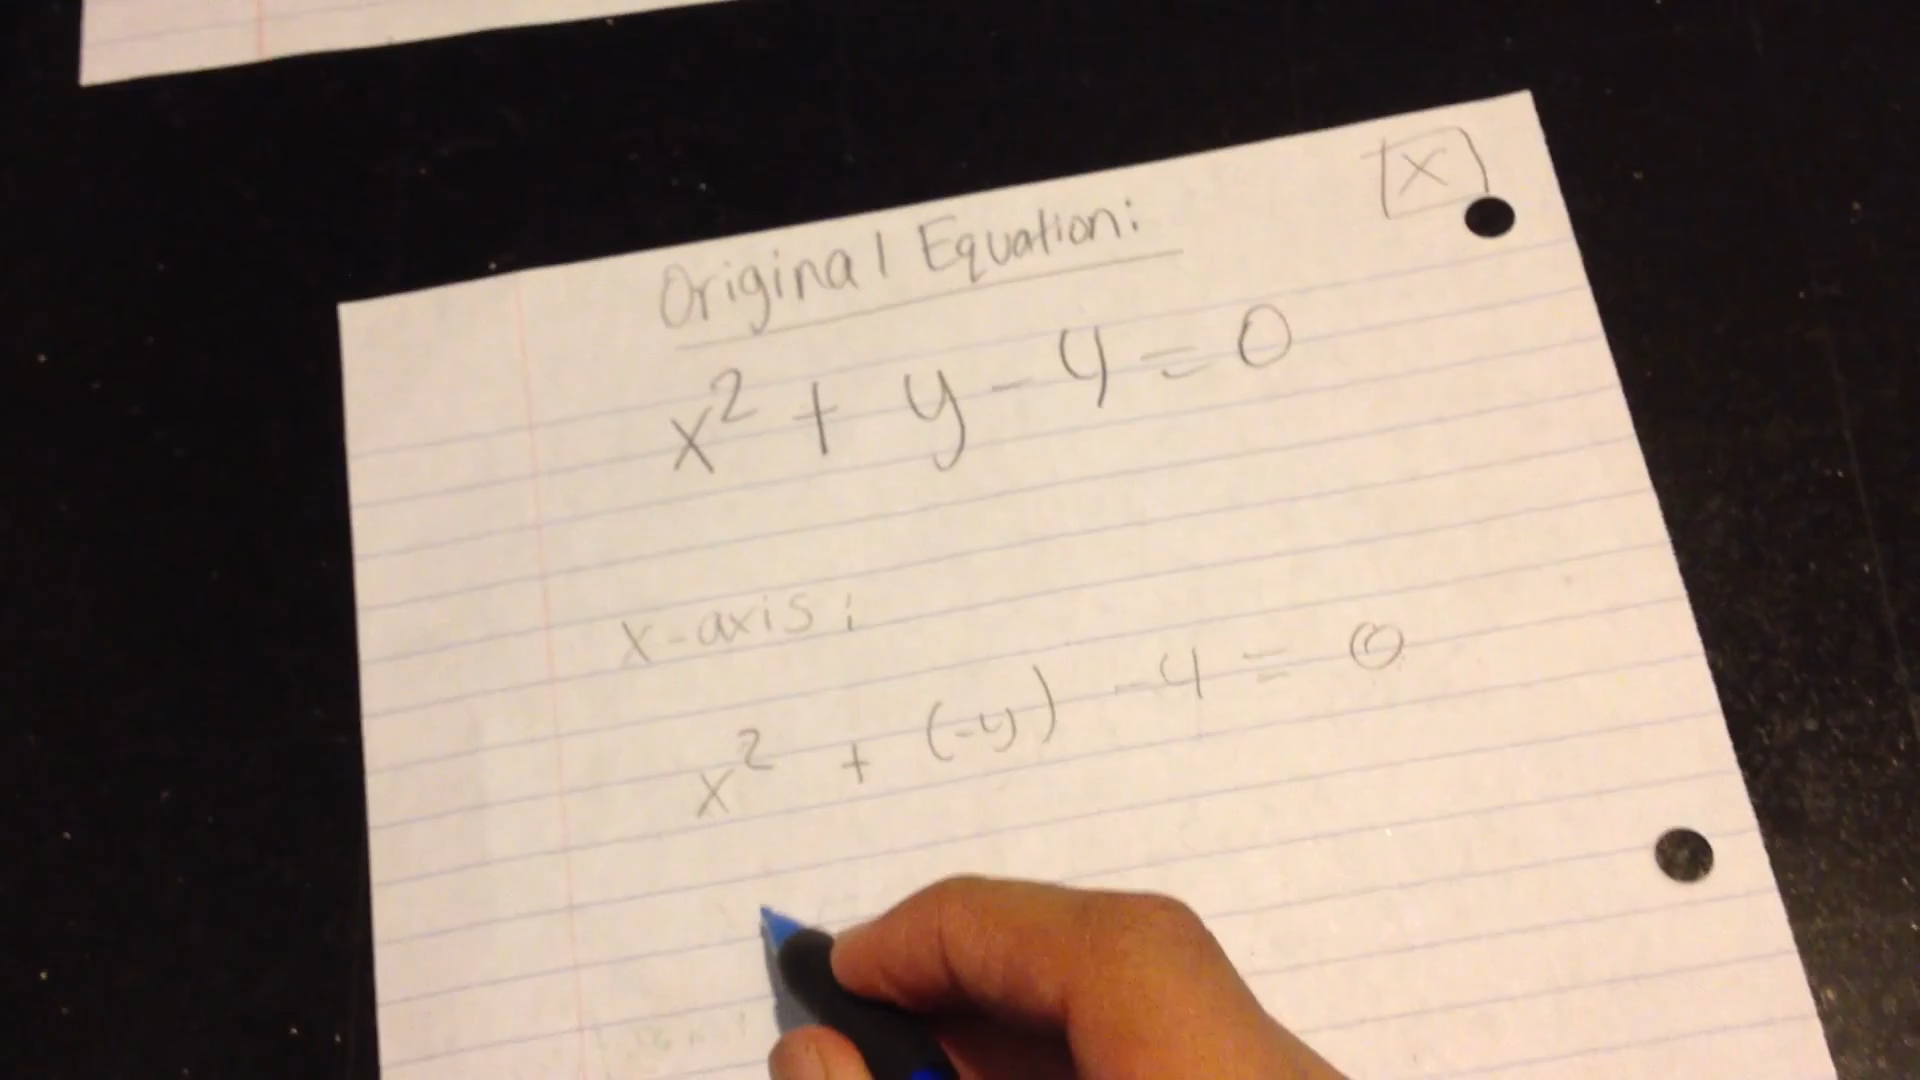 X
Original Equation:
x² + y - 4 = 0
x-axis:
x² + (-y) - 4 = 0